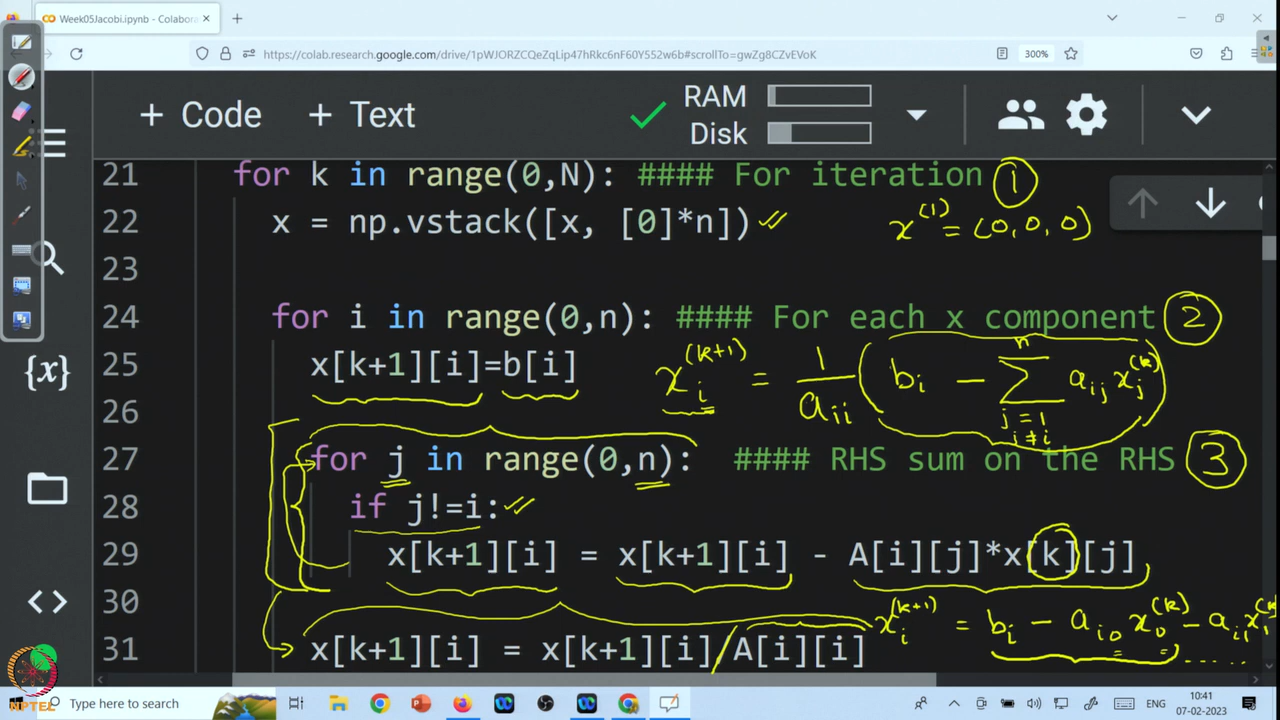 Week05Jacobi.ipynb - Colabora
https://colab.research.google.com/drive/1pWJORZCQeZqLip47hRkc6nF60Y552w6b#scrollTo=gwZg8CZvEVoK
300%
+ Code + Text
RAM
Disk
21 for k in range(0,N): #### For iteration ①
22 x = np.vstack([x, [0]*n]) x^(1) = (0, 0, 0)
23
24 for i in range(0,n): #### For each x component ②
25 x[k+1][i]=b[i] x_i^(k+1) = 1/a_ii (b_i - Σ_{j=1, i≠i}^n a_ij x_j^(k))
26
27 for j in range(0,n): #### RHS sum on the RHS ③
28 if j!=i:
29 x[k+1][i] = x[k+1][i] - A[i][j]*x[k][j]
30
31 x[k+1][i] = x[k+1][i]/A[i][i] x_i^(k+1) = b_i - a_i0 x_0^(k) - a_i1 x_1^(k) .....
{x}
NPTEL
Type here to search
ENG
10:41
07-02-2023